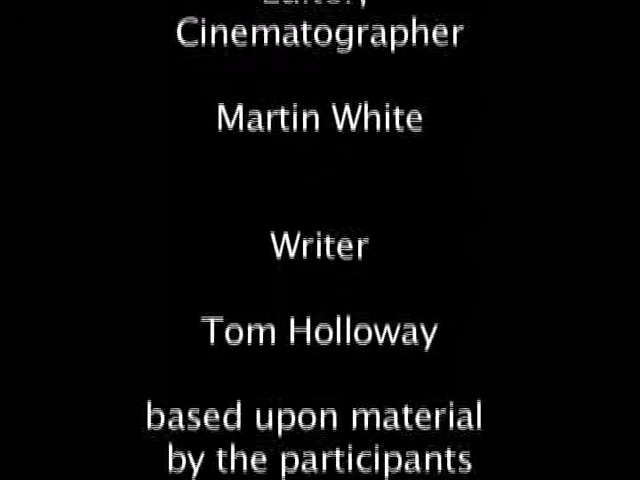 Cinematographer
Martin White
Writer
Tom Holloway
based upon material
by the participants